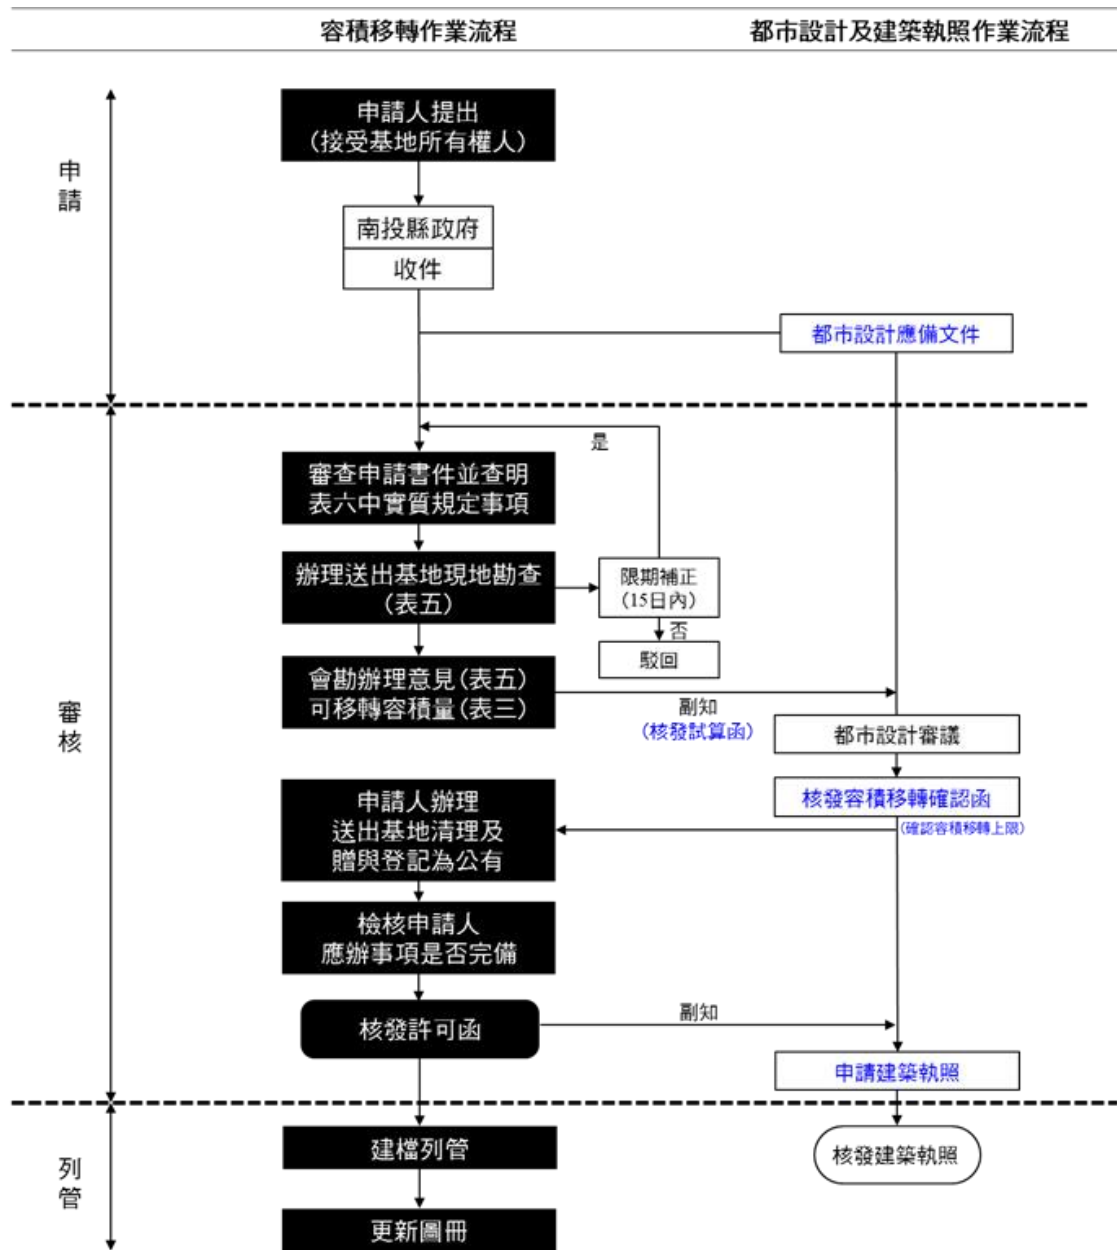 容積移轉作業流程
都市設計及建築執照作業流程
申請
申請人提出
(接受基地所有權人)
南投縣政府
收件
都市設計應備文件
審核
是
審查申請書件並查明
表六中實質規定事項
辦理送出基地現地勘查
(表五)
限期補正
(15日內)
否
駁回
會勘辦理意見(表五)
可移轉容積量(表三)
副知
(核發試算函)
都市設計審議
核發容積移轉確認函
(確認容積移轉上限)
申請人辦理
送出基地清理及
贈與登記為公有
檢核申請人
應辦事項是否完備
核發許可函
副知
申請建築執照
列管
建檔列管
核發建築執照
更新圖冊